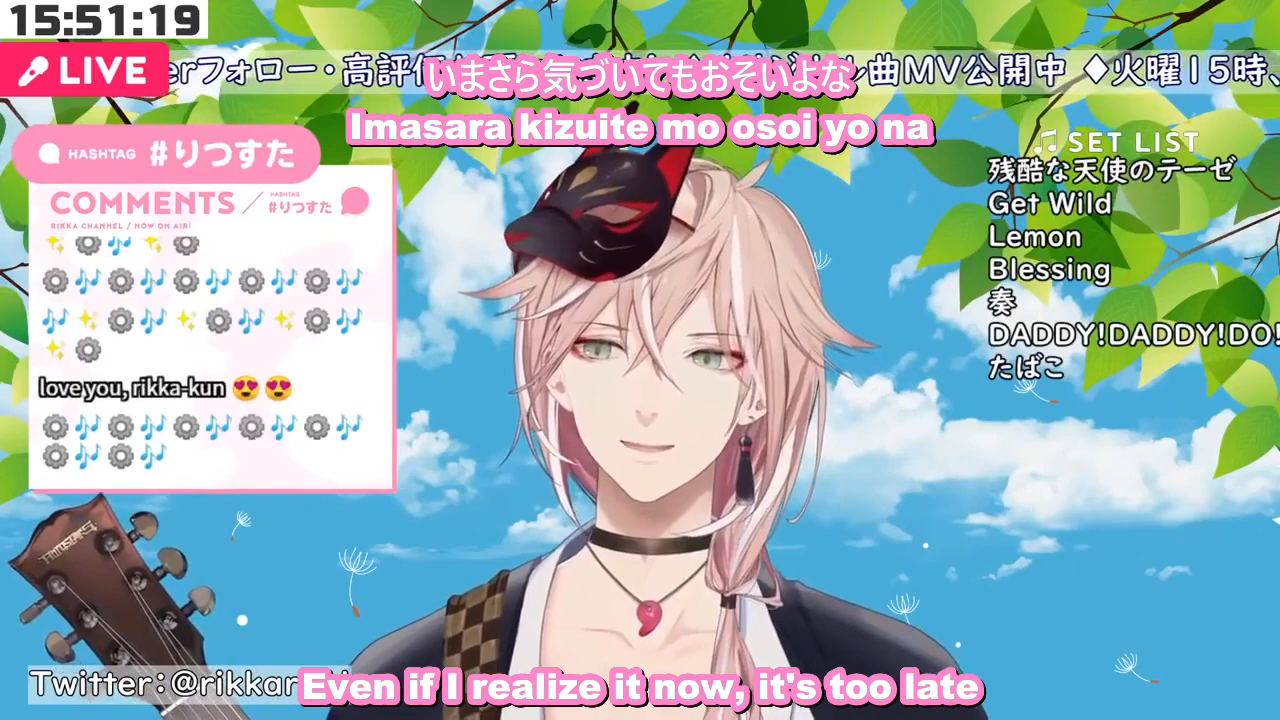 15:51:19
LIVE
erフォロー・高評
曲MV公開中 ◆火曜15時、
いまさら気づいてもおそいよな
Imasara kizuite mo osoi yo na
HASHTAG #りつすた
COMMENTS / HASHTAG #りつすた
RIKKA CHANNEL / NOW ON AIR!
love you, rikka-kun
SET LIST
残酷な天使のテーゼ
Get Wild
Lemon
Blessing
奏
DADDY!DADDY!DO!
たばこ
Twitter:@rikkar
Even if I realize it now, it's too late